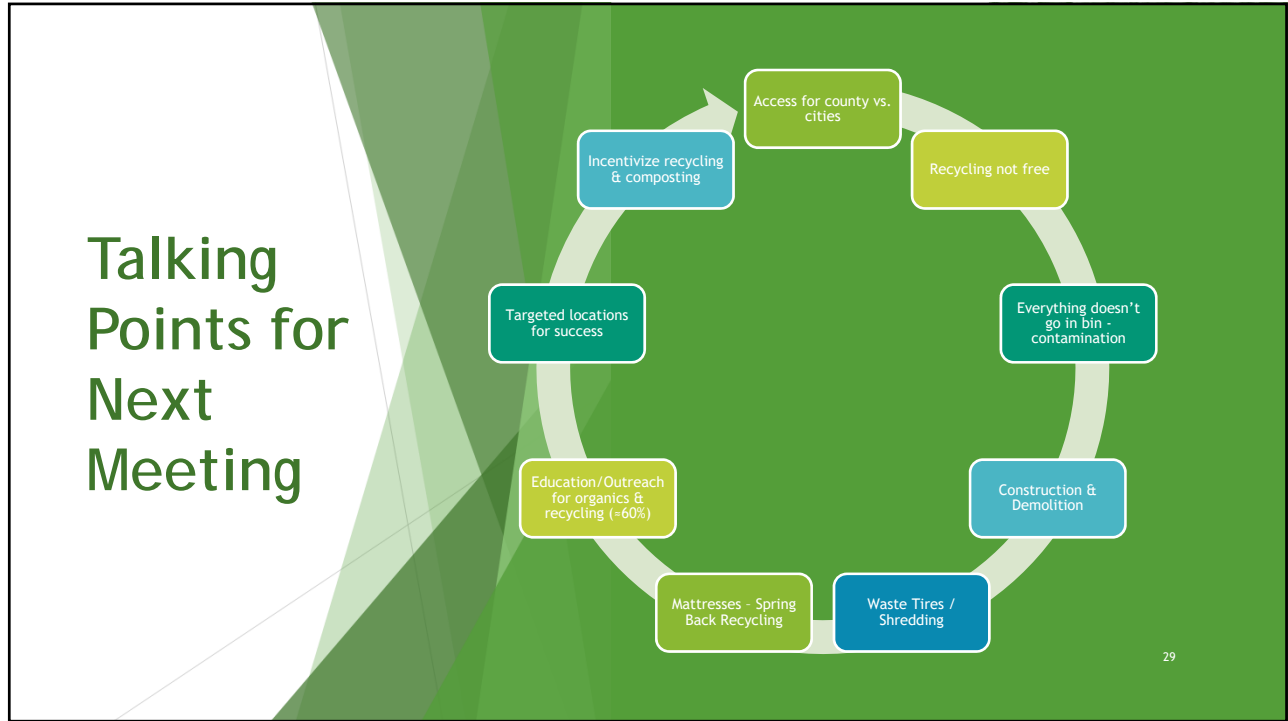 Talking
Points for
Next
Meeting
Access for county vs.
cities
Recycling not free
Everything doesn’t
go in bin -
contamination
Construction &
Demolition
Waste Tires /
Shredding
Mattresses - Spring
Back Recycling
Education/Outreach
for organics &
recycling (≈60%)
Targeted locations
for success
Incentivize recycling
& composting
29